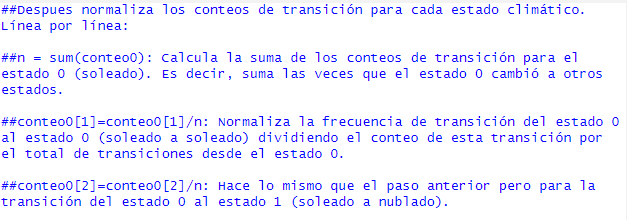 ##Despues normaliza los conteos de transición para cada estado climático.
Línea por línea:
##n = sum(conteo0): Calcula la suma de los conteos de transición para el
estado 0 (soleado). Es decir, suma las veces que el estado 0 cambió a otros
estados.
##conteo0[1]=conteo0[1]/n: Normaliza la frecuencia de transición del estado 0
al estado 0 (soleado a soleado) dividiendo el conteo de esta transición por
el total de transiciones desde el estado 0.
##conteo0[2]=conteo0[2]/n: Hace lo mismo que el paso anterior pero para la
transición del estado 0 al estado 1 (soleado a nublado).